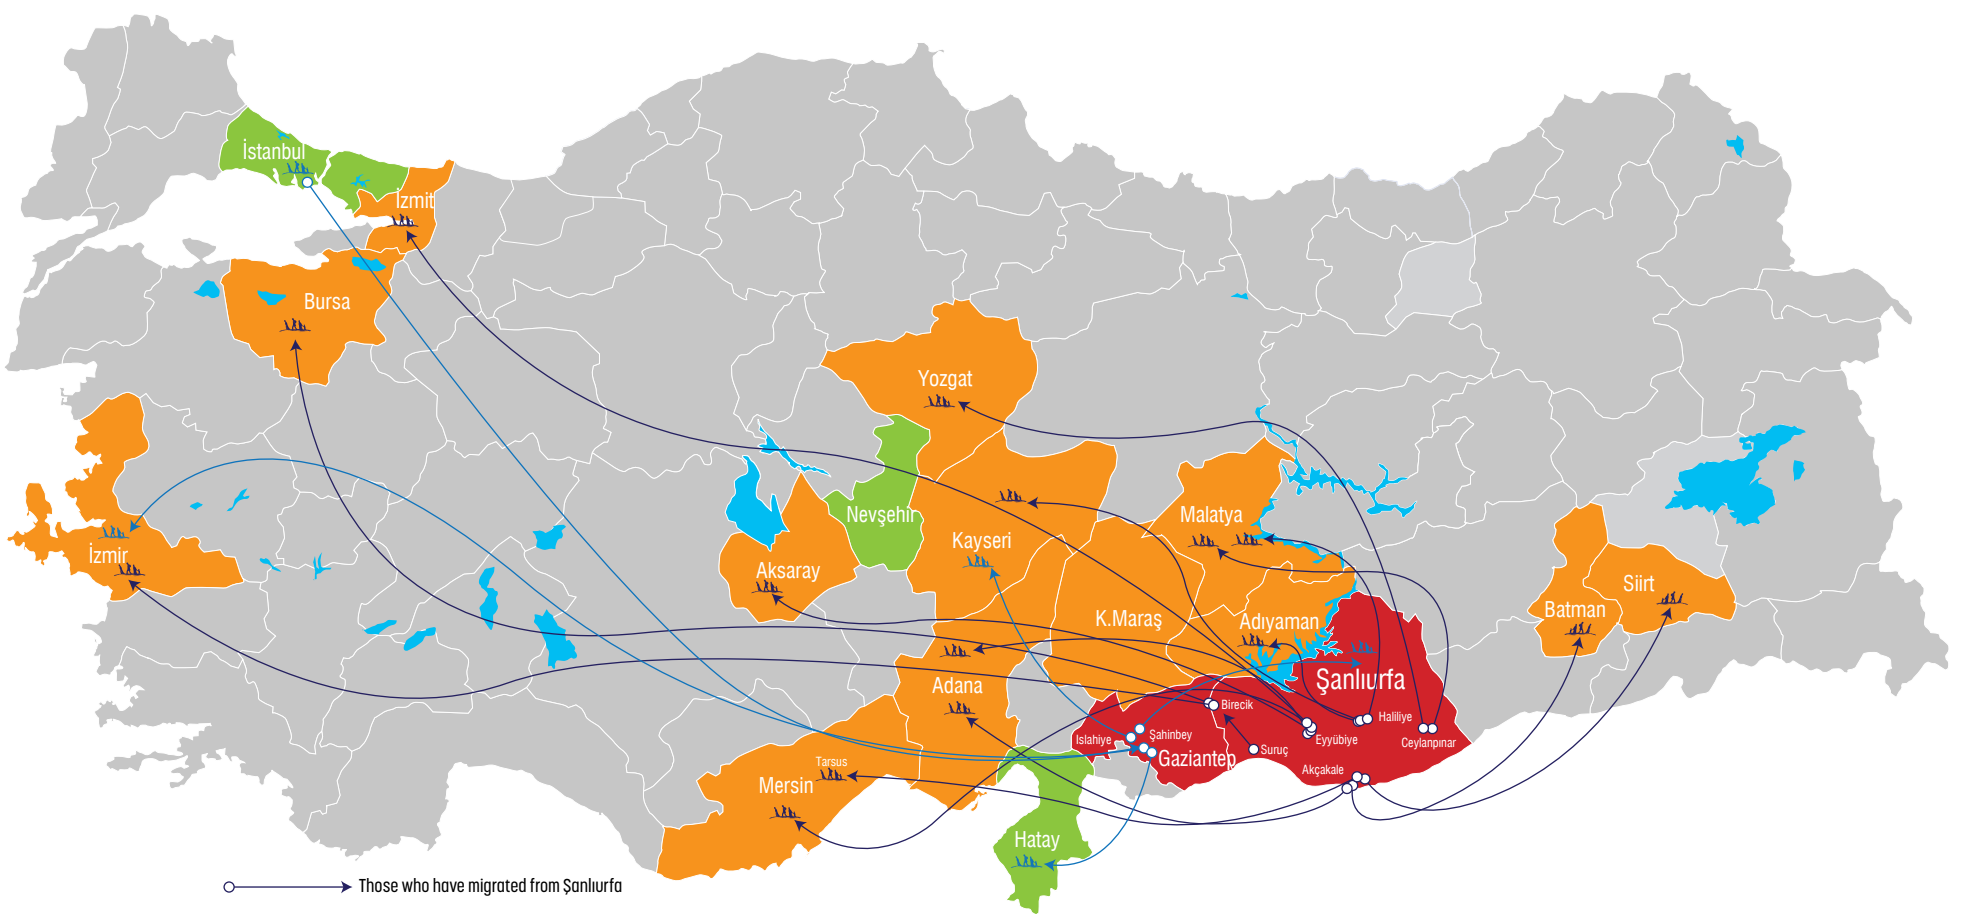 İstanbul
İzmit
Bursa
Yozgat
Nevşehir
Malatya
Kayseri
İzmir
Aksaray
Siirt
Batman
K.Maraş
Adıyaman
Şanlıurfa
Adana
Birecik
Haliliye
Islahiye
Şahinbey
Eyyübiye
Ceylanpınar
Suruç
Gaziantep
Tarsus
Akçakale
Mersin
Hatay
Those who have migrated from Şanlıurfa